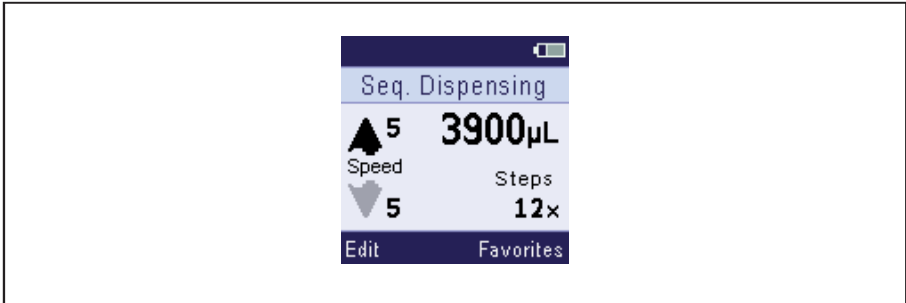 Seq. Dispensing
5 3900µL
Speed
Steps
5 12×
Edit Favorites